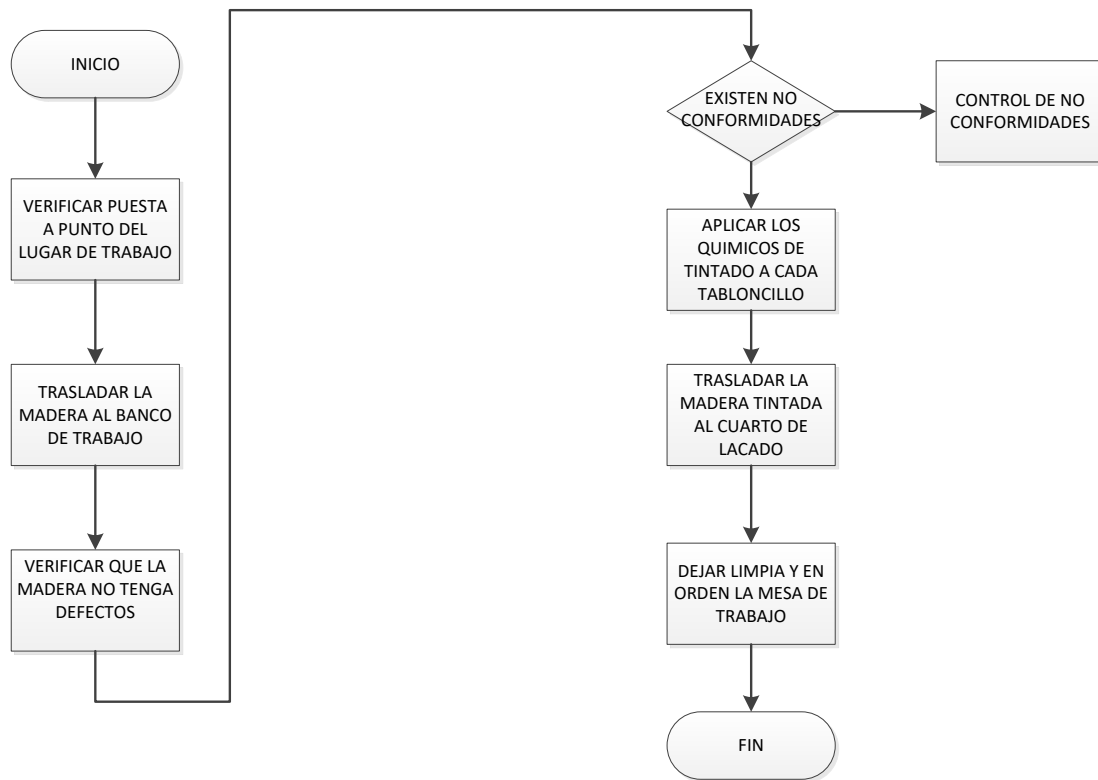 INICIO
VERIFICAR PUESTA
A PUNTO DEL
LUGAR DE TRABAJO
TRASLADAR LA
MADERA AL BANCO
DE TRABAJO
VERIFICAR QUE LA
MADERA NO TENGA
DEFECTOS
EXISTEN NO
CONFORMIDADES
CONTROL DE NO
CONFORMIDADES
APLICAR LOS
QUIMICOS DE
TINTADO A CADA
TABLONCILLO
TRASLADAR LA
MADERA TINTADA
AL CUARTO DE
LACADO
DEJAR LIMPIA Y EN
ORDEN LA MESA DE
TRABAJO
FIN